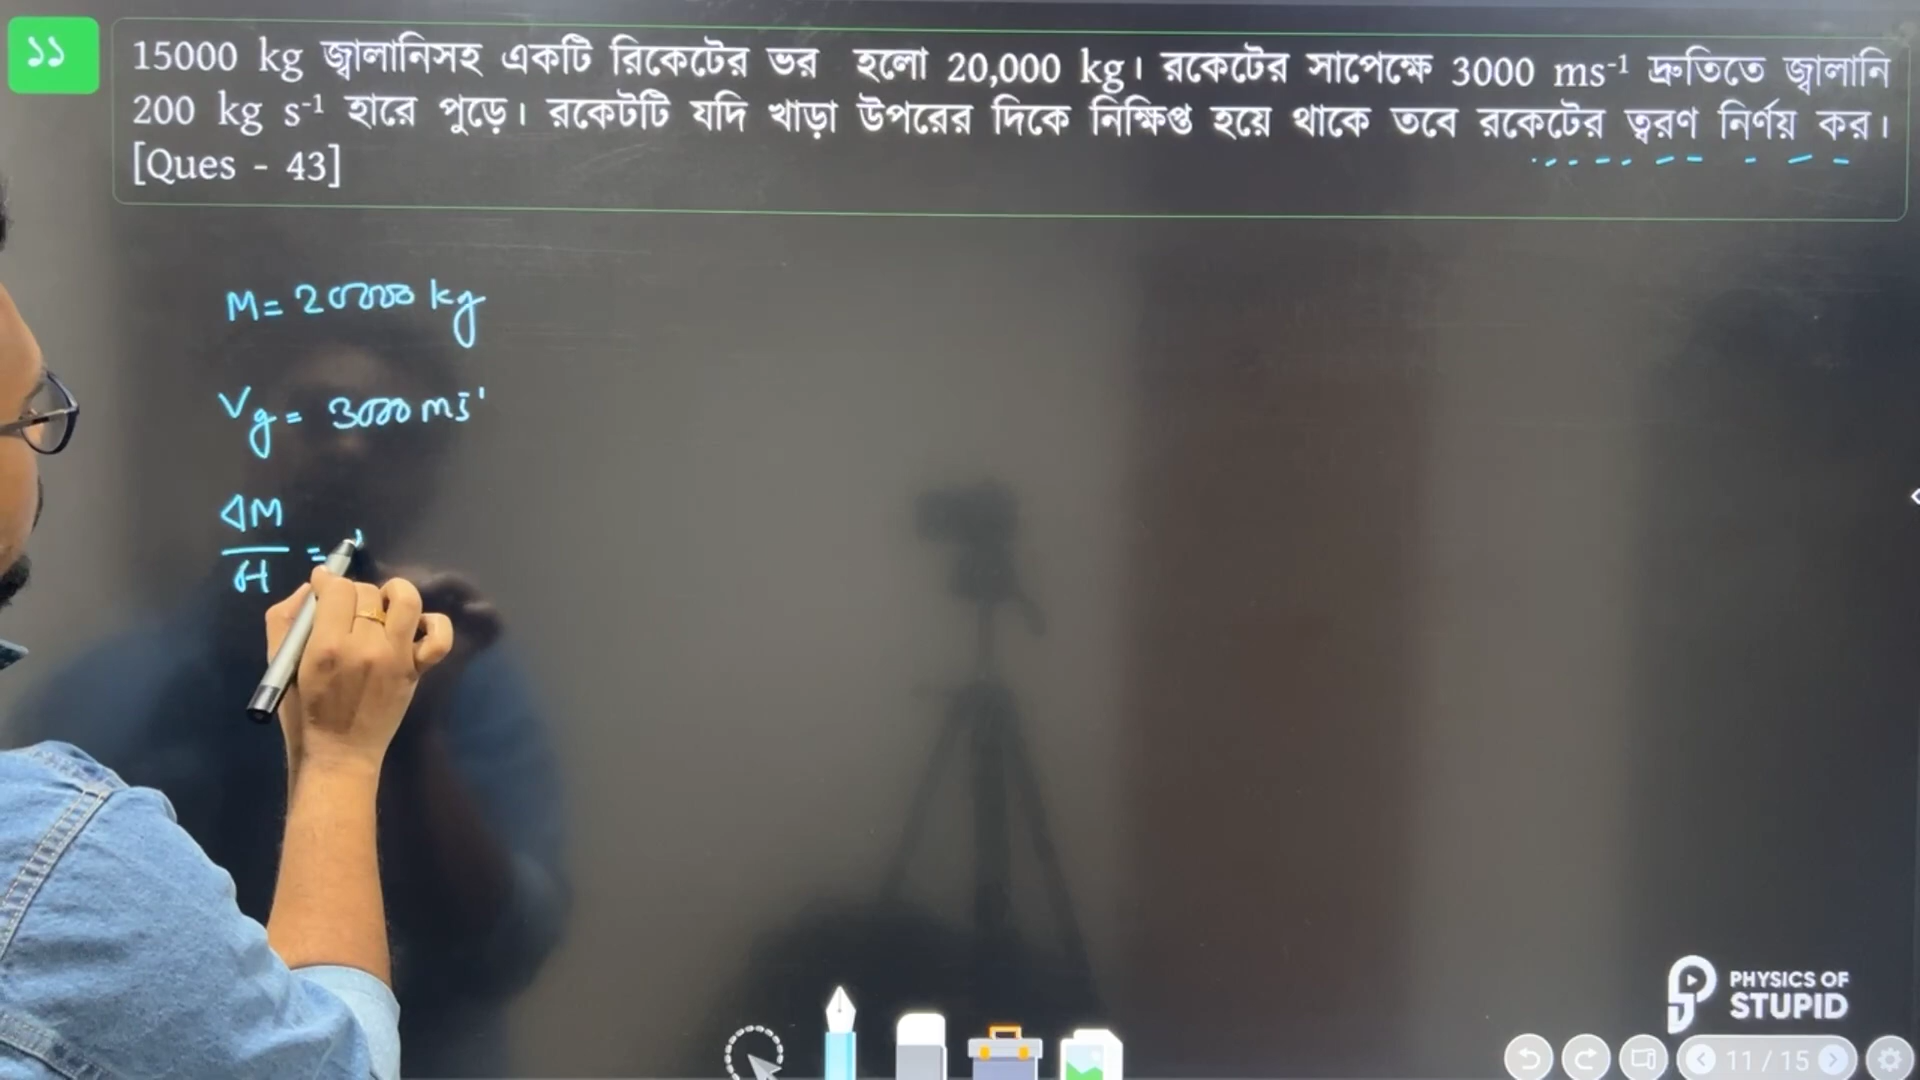 ১১
15000 kg জ্বালানিসহ একটি রিকেটের ভর হলো 20,000 kg। রকেটের সাপেক্ষে 3000 ms⁻¹ দ্রুতিতে জ্বালানি
200 kg s⁻¹ হারে পুড়ে। রকেটটি যদি খাড়া উপরের দিকে নিক্ষিপ্ত হয়ে থাকে তবে রকেটের ত্বরণ নির্ণয় কর।
[Ques - 43]
M = 20000 kg
Vg = 3000 ms⁻¹
ΔM
Δt =
PHYSICS OF
STUPID
11 / 15